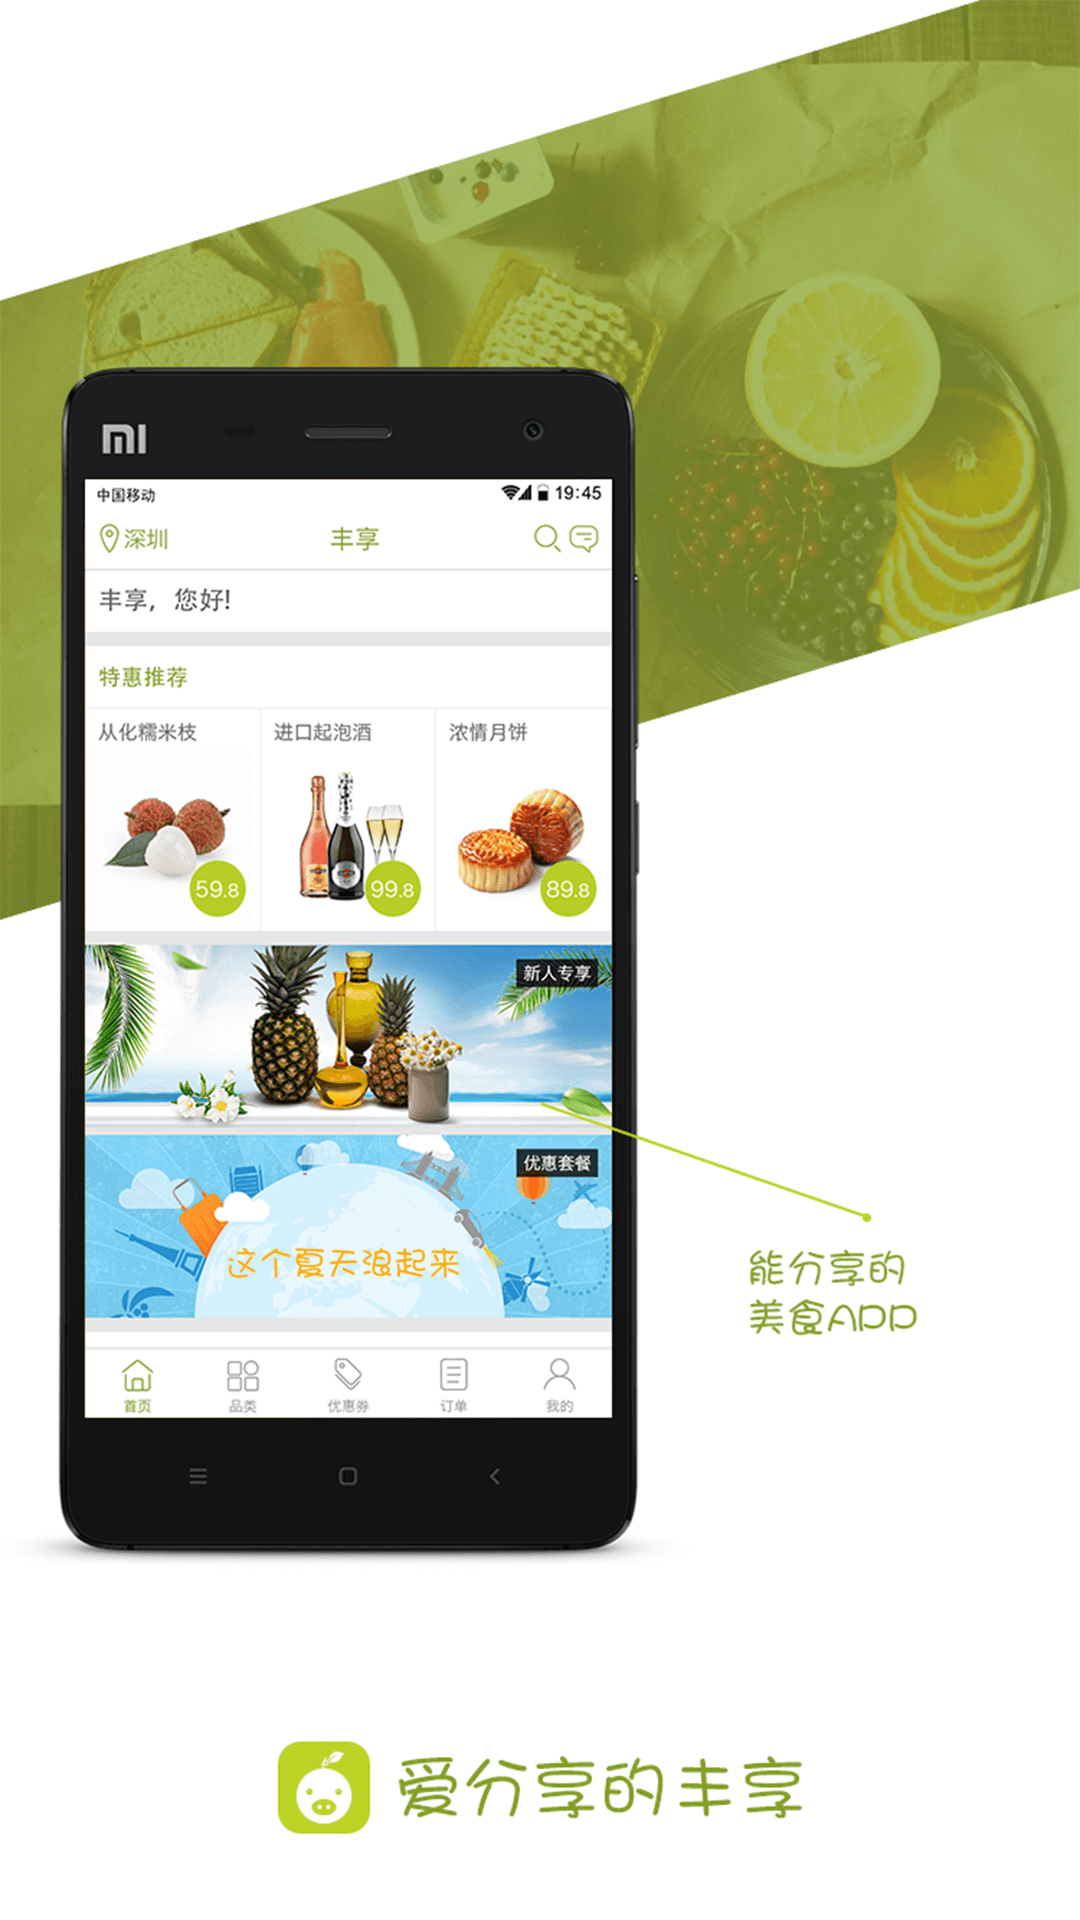 MI
中国移动 19:45
深圳 丰享
丰享，您好!
特惠推荐
从化糯米枝 进口起泡酒 浓情月饼
59.8 99.8 89.8
新人专享
优惠套餐
这个夏天浪起来
首页 品类 优惠券 订单 我的
能分享的
美食APP
爱分享的丰享